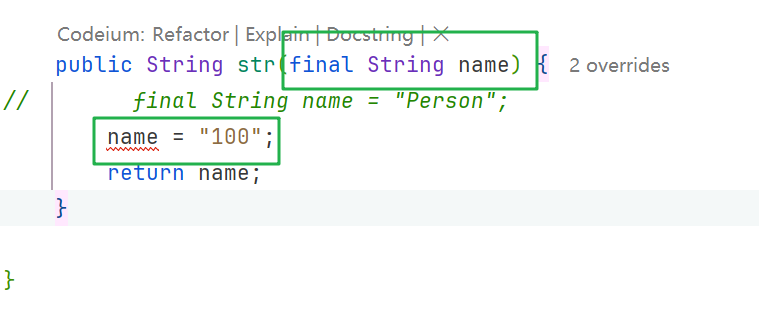 Codeium: Refactor | Explain | Docstring | ×
public String str(final String name) { 2 overrides
// final String name = "Person";
name = "100";
return name;
}
}